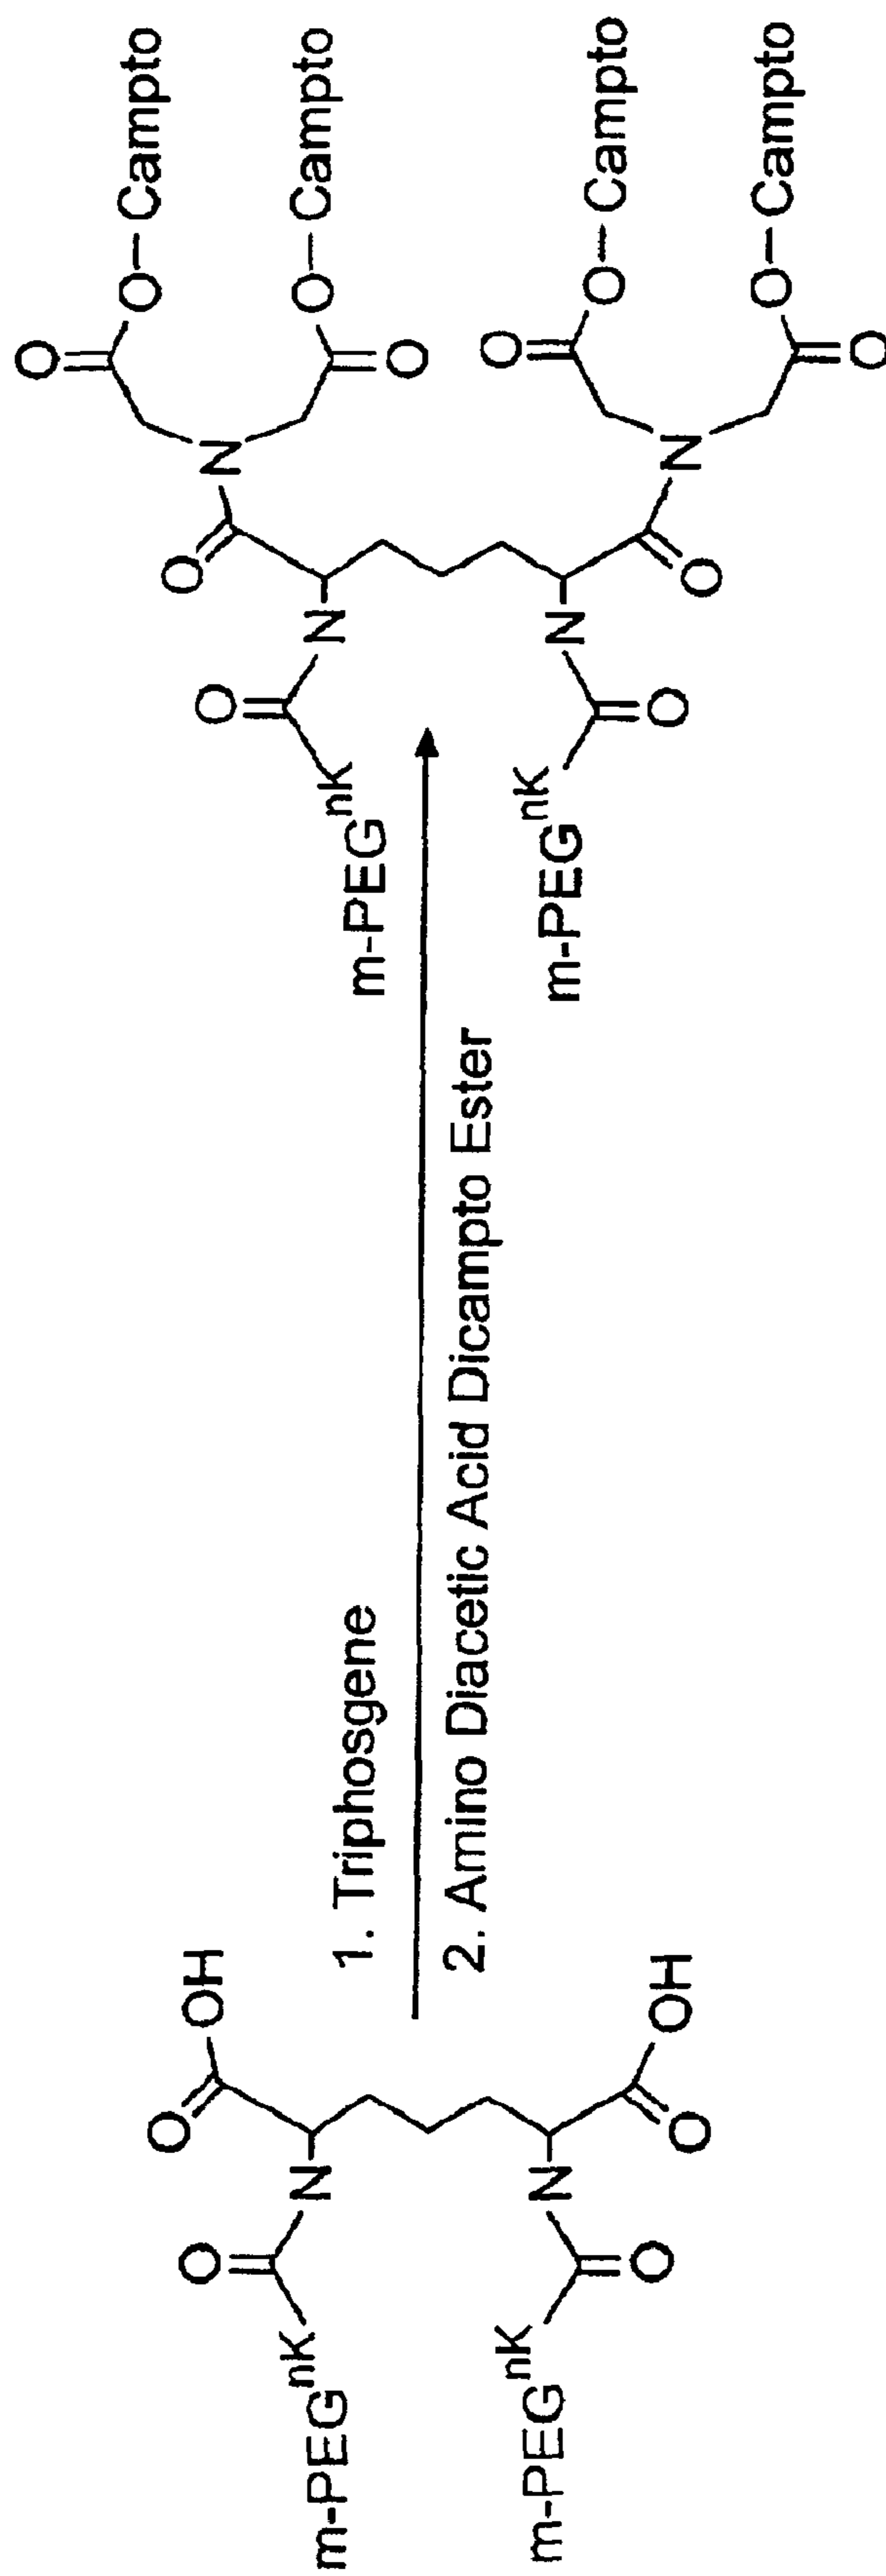 O
O
OH
N
m-PEG^nK
m-PEG^nK
N
O
OH
O
1. Triphosgene
2. Amino Diacetic Acid Dicampto Ester
O
O–Campto
O
O
N
O–Campto
N
m-PEG^nK
O
O
m-PEG^nK
N
O–Campto
O
N
O
O–Campto
O